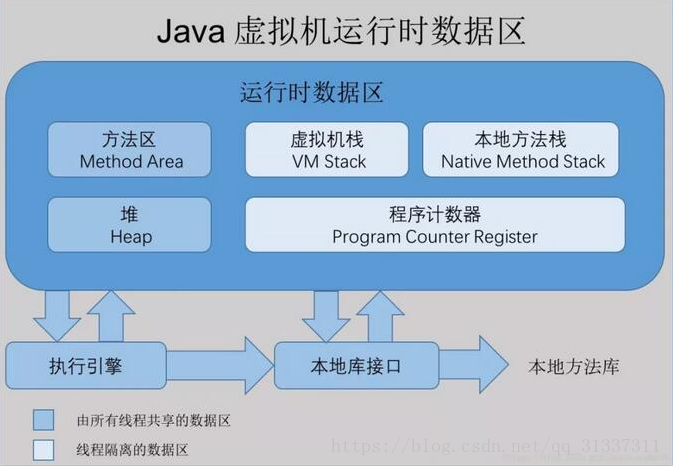 Java 虚拟机运行时数据区
运行时数据区
方法区
Method Area
虚拟机栈
VM Stack
本地方法栈
Native Method Stack
堆
Heap
程序计数器
Program Counter Register
执行引擎
本地库接口
本地方法库
由所有线程共享的数据区
线程隔离的数据区
https://blog.csdn.net/qq_31337311